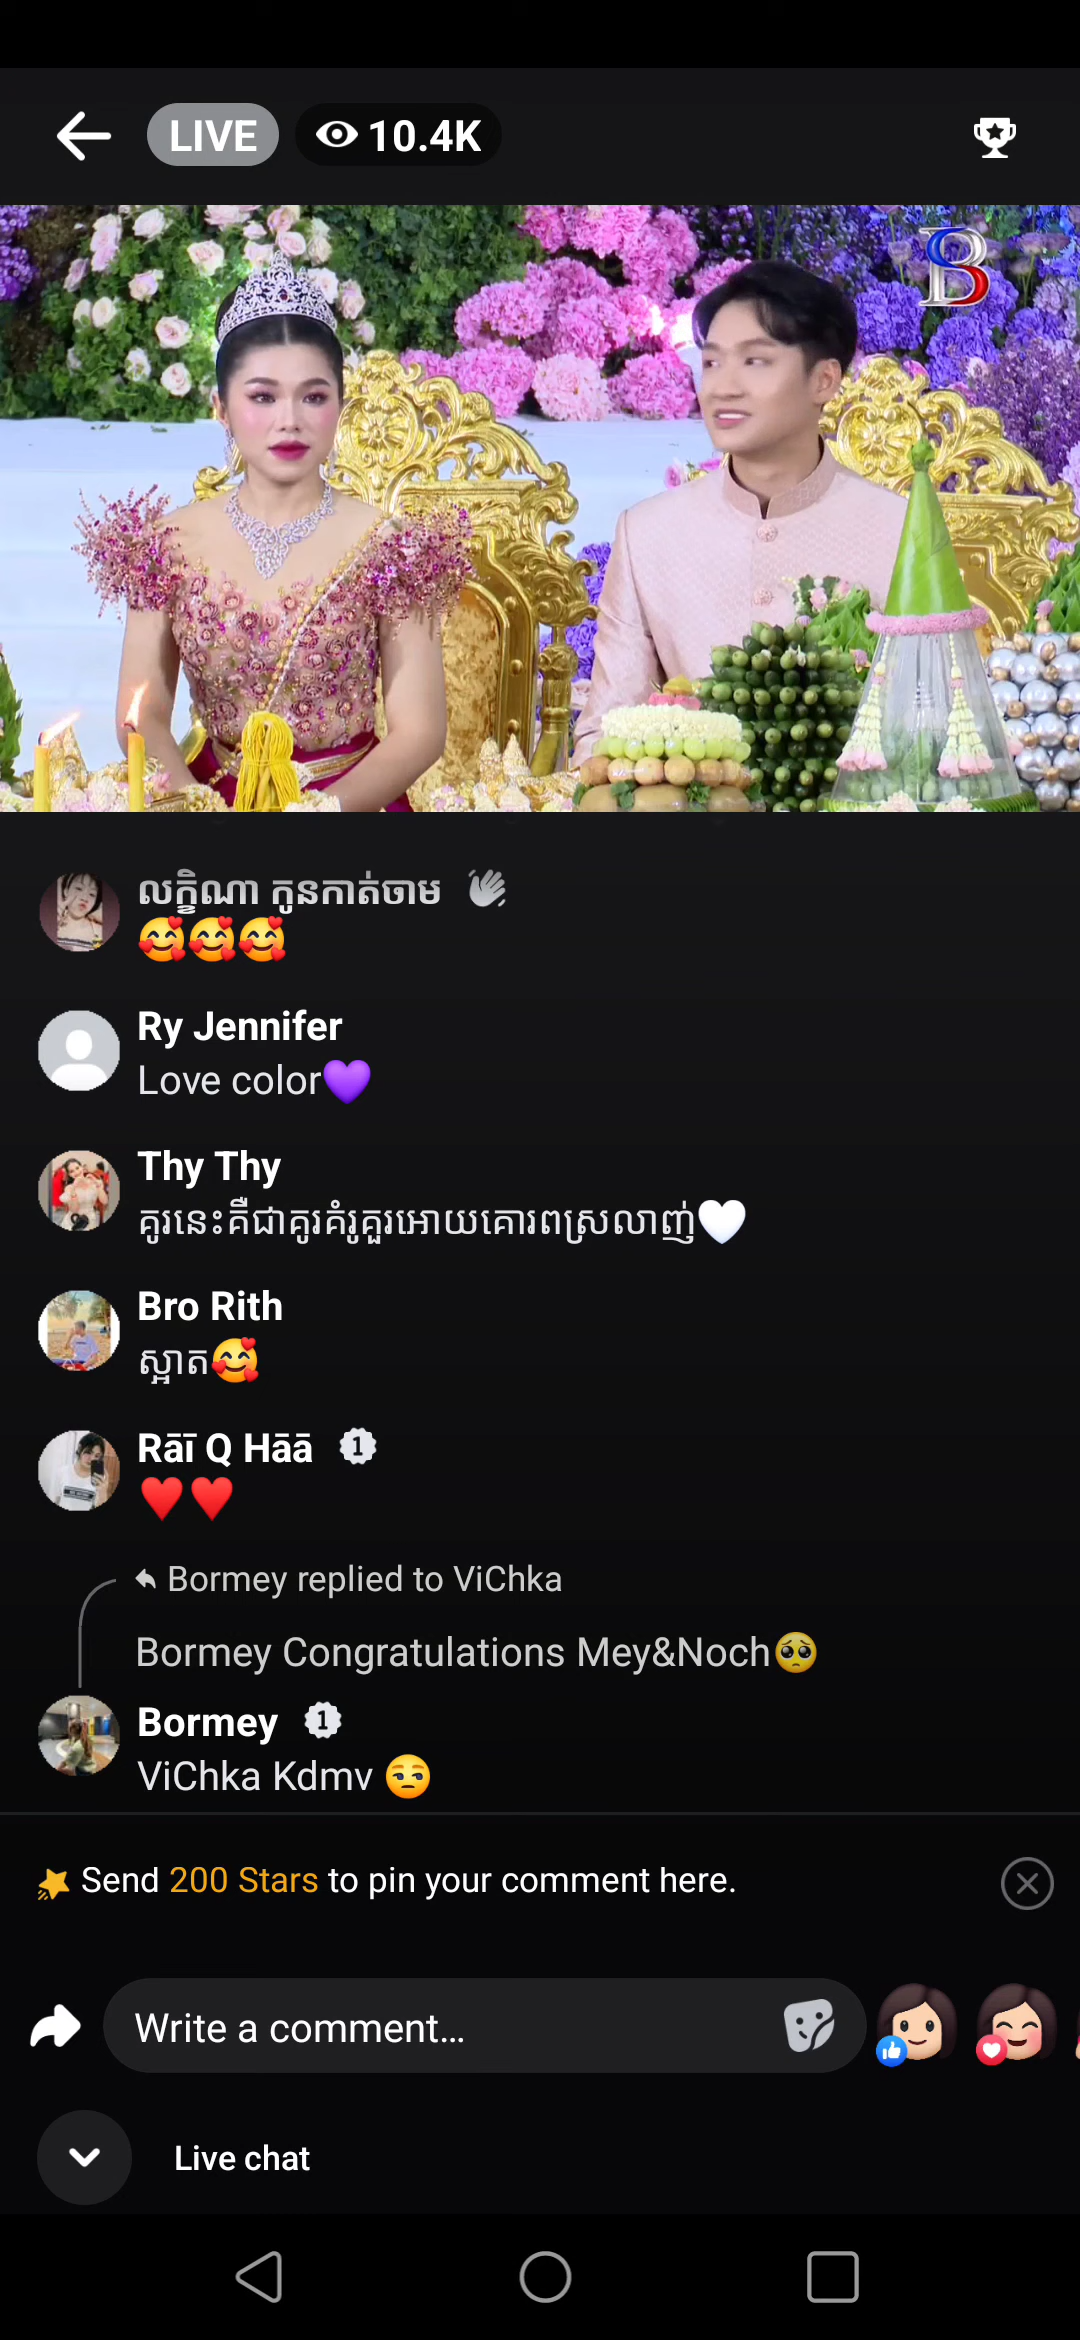 LIVE 10.4K
BS
លក្ខិណា កូនកាត់ចាម
Ry Jennifer
Love color
Thy Thy
គូរនេះគឺជាគូរគំរូគួរអោយគោរពស្រលាញ់
Bro Rith
ស្អាត
Rāī Q Hāā 1
Bormey replied to ViChka
Bormey Congratulations Mey&Noch
Bormey 1
ViChka Kdmv
Send 200 Stars to pin your comment here.
Write a comment...
Live chat